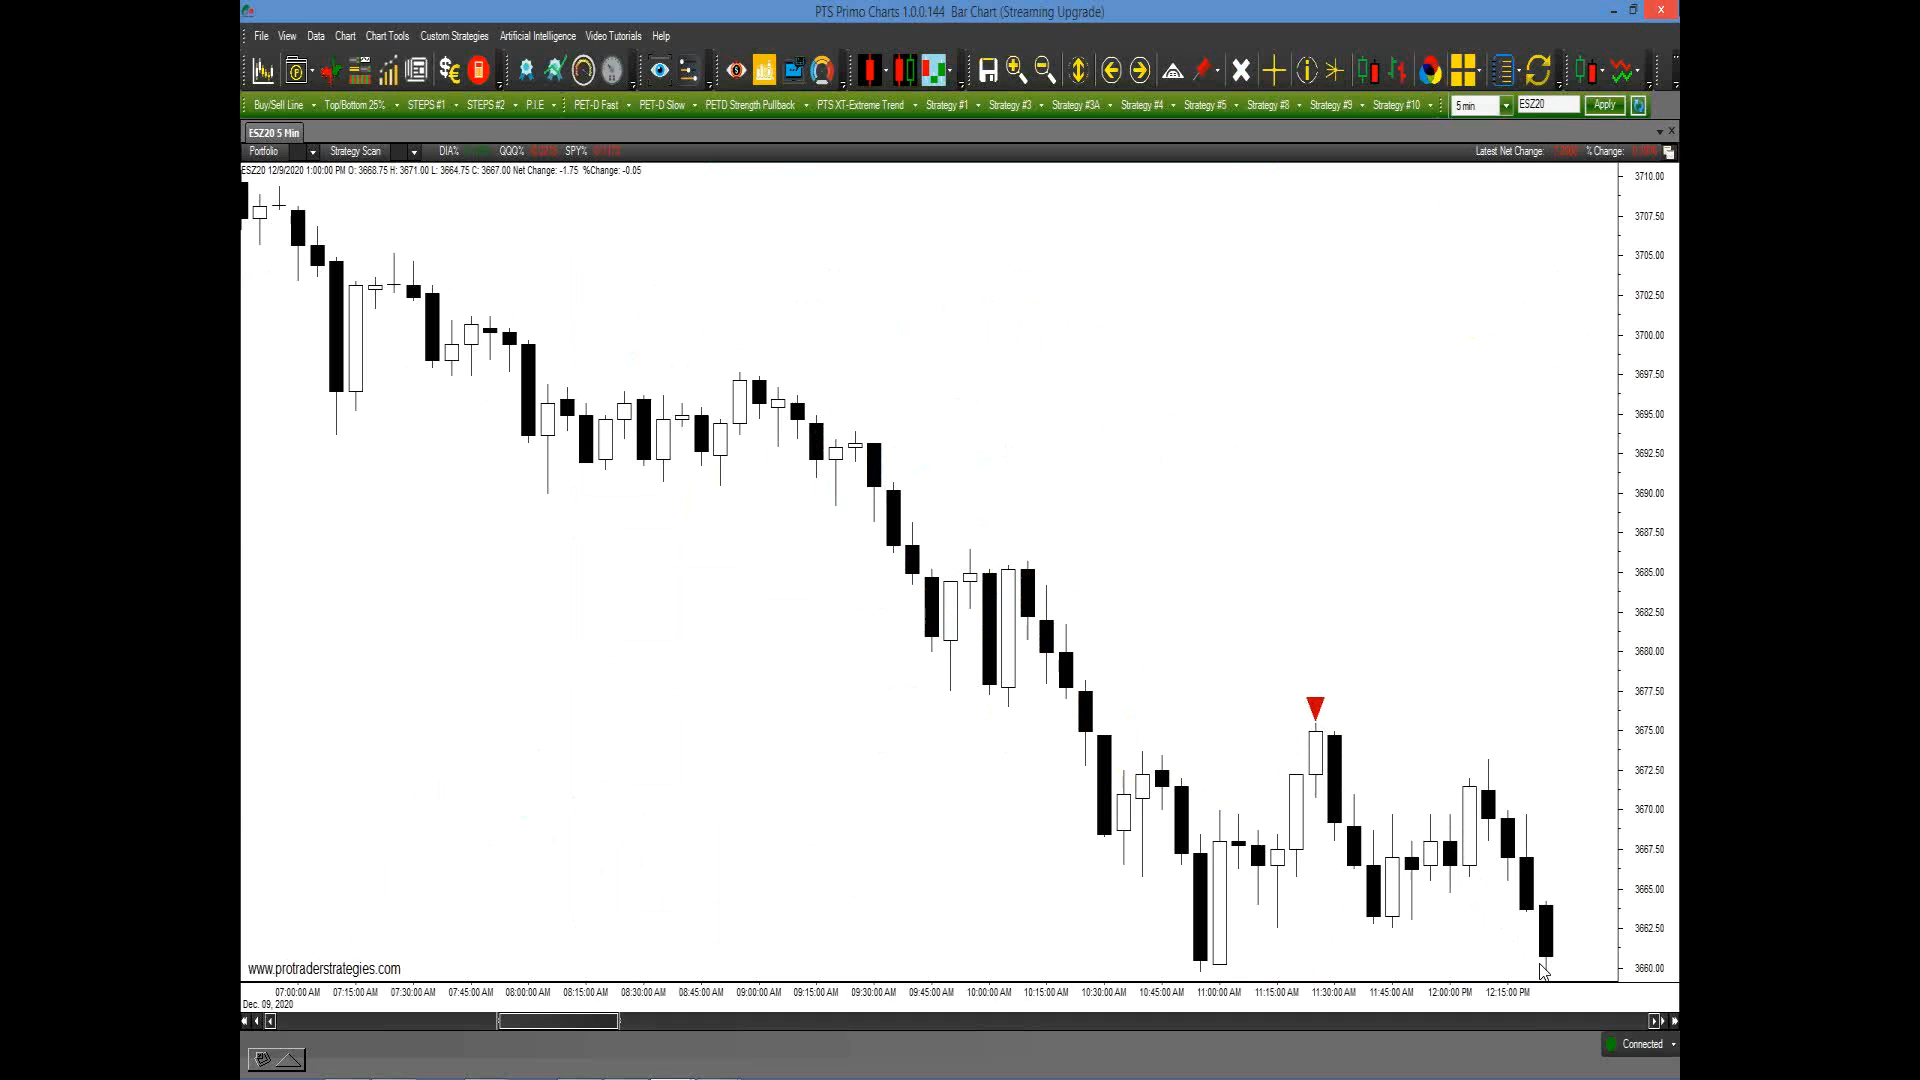 PTS Primo Charts 1.0.0.144 Bar Chart (Streaming Upgrade)
File View Data Chart Chart Tools Custom Strategies Artificial Intelligence Video Tutorials Help
Buy/Sell Line Top/Bottom 25% STEPS #1 STEPS #2 P.I.E PET-D Fast PET-D Slow PETD Strength Pullback PTS XT-Extreme Trend Strategy #1 Strategy #3 Strategy #3A Strategy #4 Strategy #5 Strategy #8 Strategy #9 Strategy #10 5 min ESZ20 Apply
ESZ20 5 Min
Portfolio Strategy Scan DIA% QQQ% SPY% Latest Net Change: % Change:
ESZ20 12/9/2020 1:00:00 PM O: 3668.75 H: 3671.00 L: 3664.75 C: 3667.00 Net Change: -1.75 %Change: -0.05
3710.00
3707.50
3705.00
3702.50
3700.00
3697.50
3695.00
3692.50
3690.00
3687.50
3685.00
3682.50
3680.00
3677.50
3675.00
3672.50
3670.00
3667.50
3665.00
3662.50
3660.00
www.protraderstrategies.com
07:00:00 AM 07:15:00 AM 07:30:00 AM 07:45:00 AM 08:00:00 AM 08:15:00 AM 08:30:00 AM 08:45:00 AM 09:00:00 AM 09:15:00 AM 09:30:00 AM 09:45:00 AM 10:00:00 AM 10:15:00 AM 10:30:00 AM 10:45:00 AM 11:00:00 AM 11:15:00 AM 11:30:00 AM 11:45:00 AM 12:00:00 PM 12:15:00 PM
Dec. 09, 2020
Connected